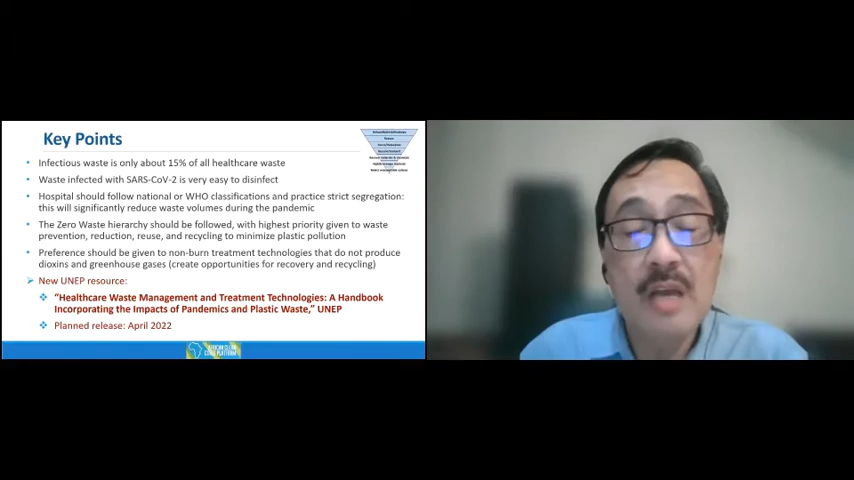 Key Points
Infectious waste is only about 15% of all healthcare waste
Waste infected with SARS-CoV-2 is very easy to disinfect
Hospital should follow national or WHO classifications and practice strict segregation:
this will significantly reduce waste volumes during the pandemic
The Zero Waste hierarchy should be followed, with highest priority given to waste
prevention, reduction, reuse, and recycling to minimize plastic pollution
Preference should be given to non-burn treatment technologies that do not produce
dioxins and greenhouse gases (create opportunities for recovery and recycling)
New UNEP resource:
"Healthcare Waste Management and Treatment Technologies: A Handbook
Incorporating the Impacts of Pandemics and Plastic Waste," UNEP
Planned release: April 2022
AFRICAN CLEAN
CITIES PLATFORM